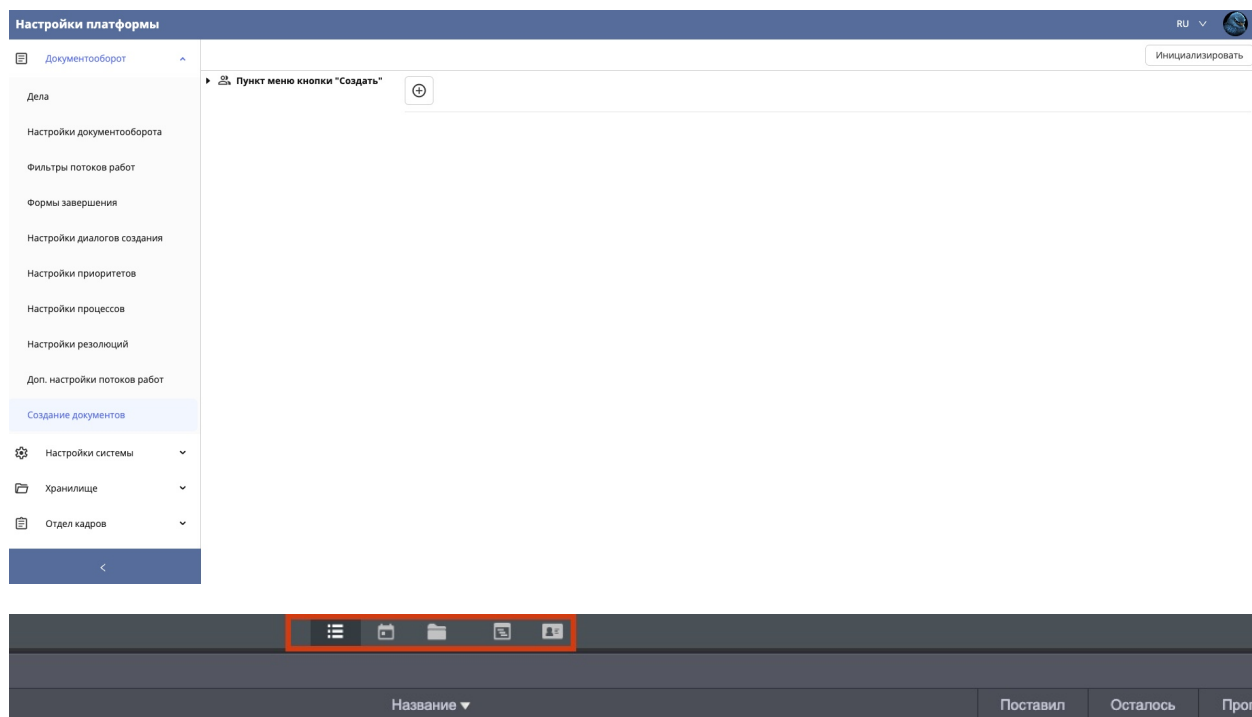 Настройки платформы
RU
Документооборот
Инициализировать
Пункт меню кнопки "Создать"
Дела
Настройки документооборота
Фильтры потоков работ
Формы завершения
Настройки диалогов создания
Настройки приоритетов
Настройки процессов
Настройки резолюций
Доп. настройки потоков работ
Создание документов
Настройки системы
Хранилище
Отдел кадров
Название
Поставил
Осталось